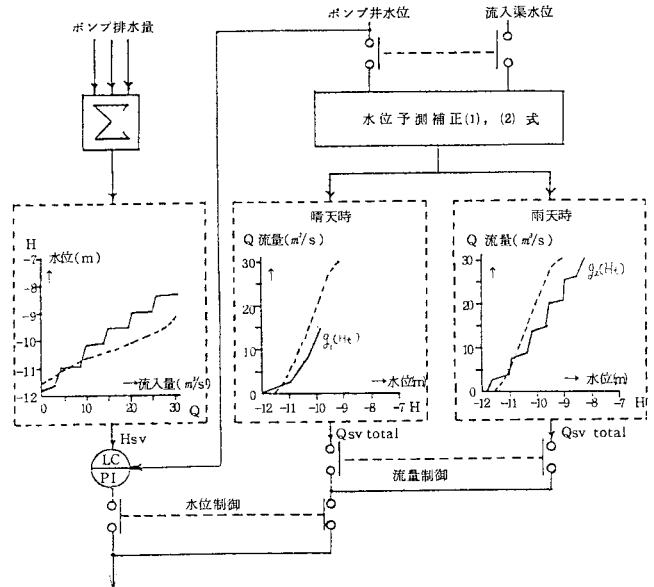 ポンプ排水量
ポンプ井水位
流入渠水位
Σ
水位予測補正(1), (2) 式
H
-7
水位(m)
↑
-8
-9
-10
-11
-12
→流入量(m³/s)
0 10 20 30
Q
晴天時
Q 流量(m³/s)
30
↑
20
10
0
g₁(Ht)
→水位(m)
-12 -11 -10 -9 -8 -7 H
雨天時
Q 流量(m³/s)
30
↑
20
10
0
g₂(Ht)
→ 水位(m)
-12 -11 -10 -9 -8 -7 H
Hsv
Qsv total
Qsv total
LC
PI
水位制御
流量制御